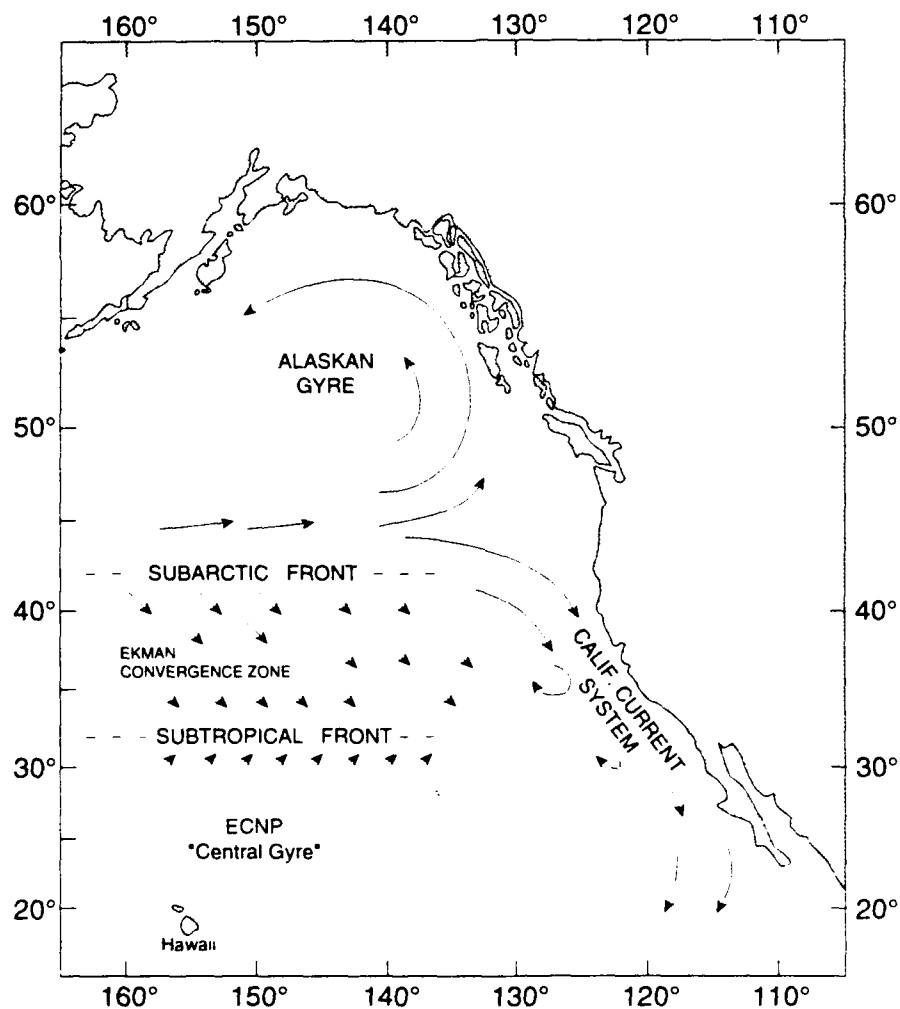 160° 150° 140° 130° 120° 110°
60° 60°
ALASKAN
GYRE
50° 50°
SUBARCTIC FRONT
40° 40°
EKMAN
CONVERGENCE ZONE
CALIF. CURRENT
SYSTEM
SUBTROPICAL FRONT
30° 30°
ECNP
"Central Gyre"
20° 20°
Hawaii
160° 150° 140° 130° 120° 110°